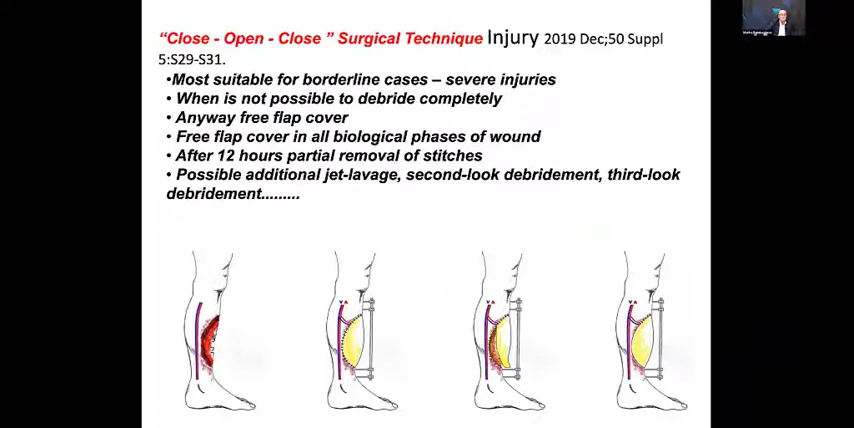 “Close - Open - Close ” Surgical Technique Injury 2019 Dec;50 Suppl
5:S29-S31.
•Most suitable for borderline cases – severe injuries
• When is not possible to debride completely
• Anyway free flap cover
• Free flap cover in all biological phases of wound
• After 12 hours partial removal of stitches
• Possible additional jet-lavage, second-look debridement, third-look
debridement.........
V A
V A
V A